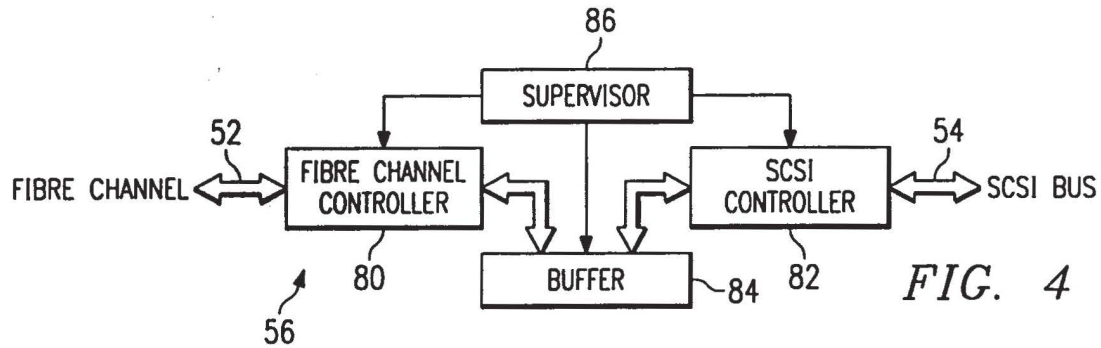 86
SUPERVISOR
52
54
FIBRE CHANNEL
FIBRE CHANNEL
CONTROLLER
SCSI
CONTROLLER
SCSI BUS
80
82
BUFFER
84
56
FIG. 4